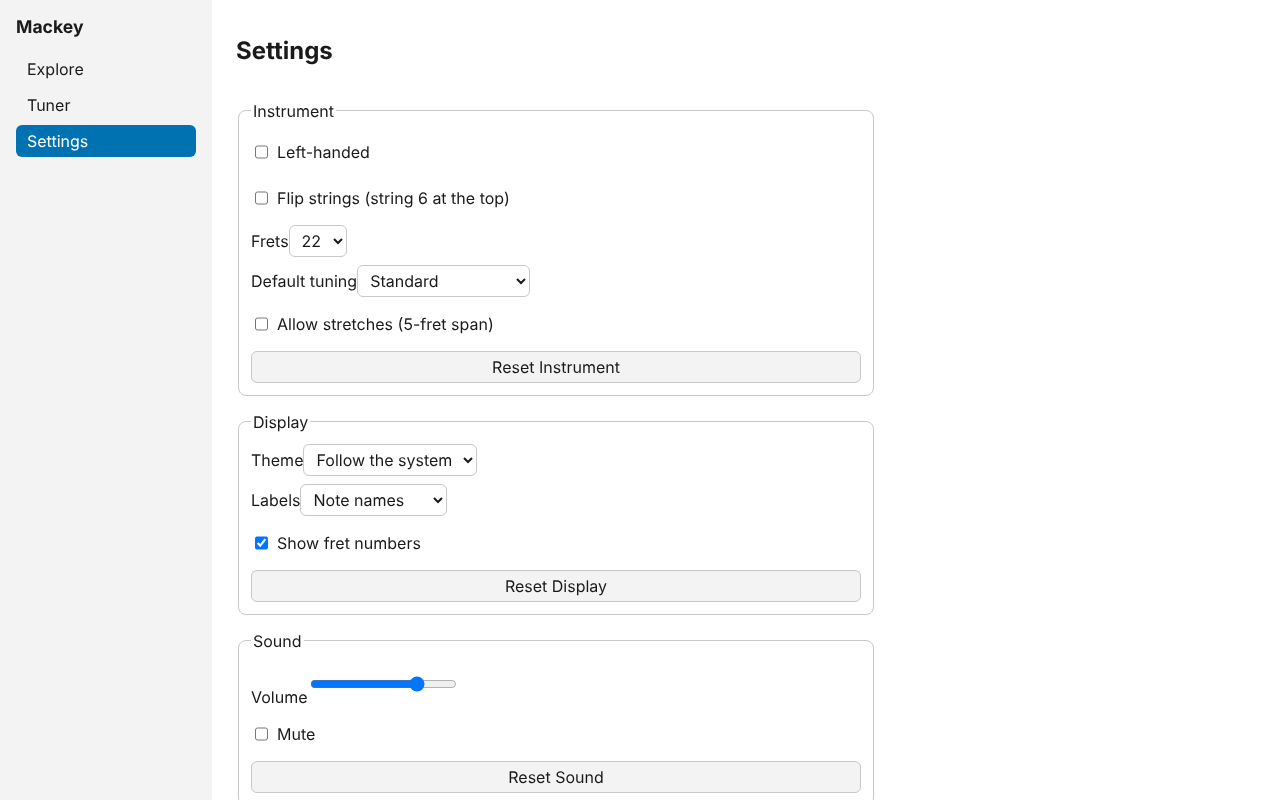 Mackey
Explore
Tuner
Settings
Settings
Instrument
Left-handed
Flip strings (string 6 at the top)
Frets 22
Default tuning Standard
Allow stretches (5-fret span)
Reset Instrument
Display
Theme Follow the system
Labels Note names
Show fret numbers
Reset Display
Sound
Volume
Mute
Reset Sound